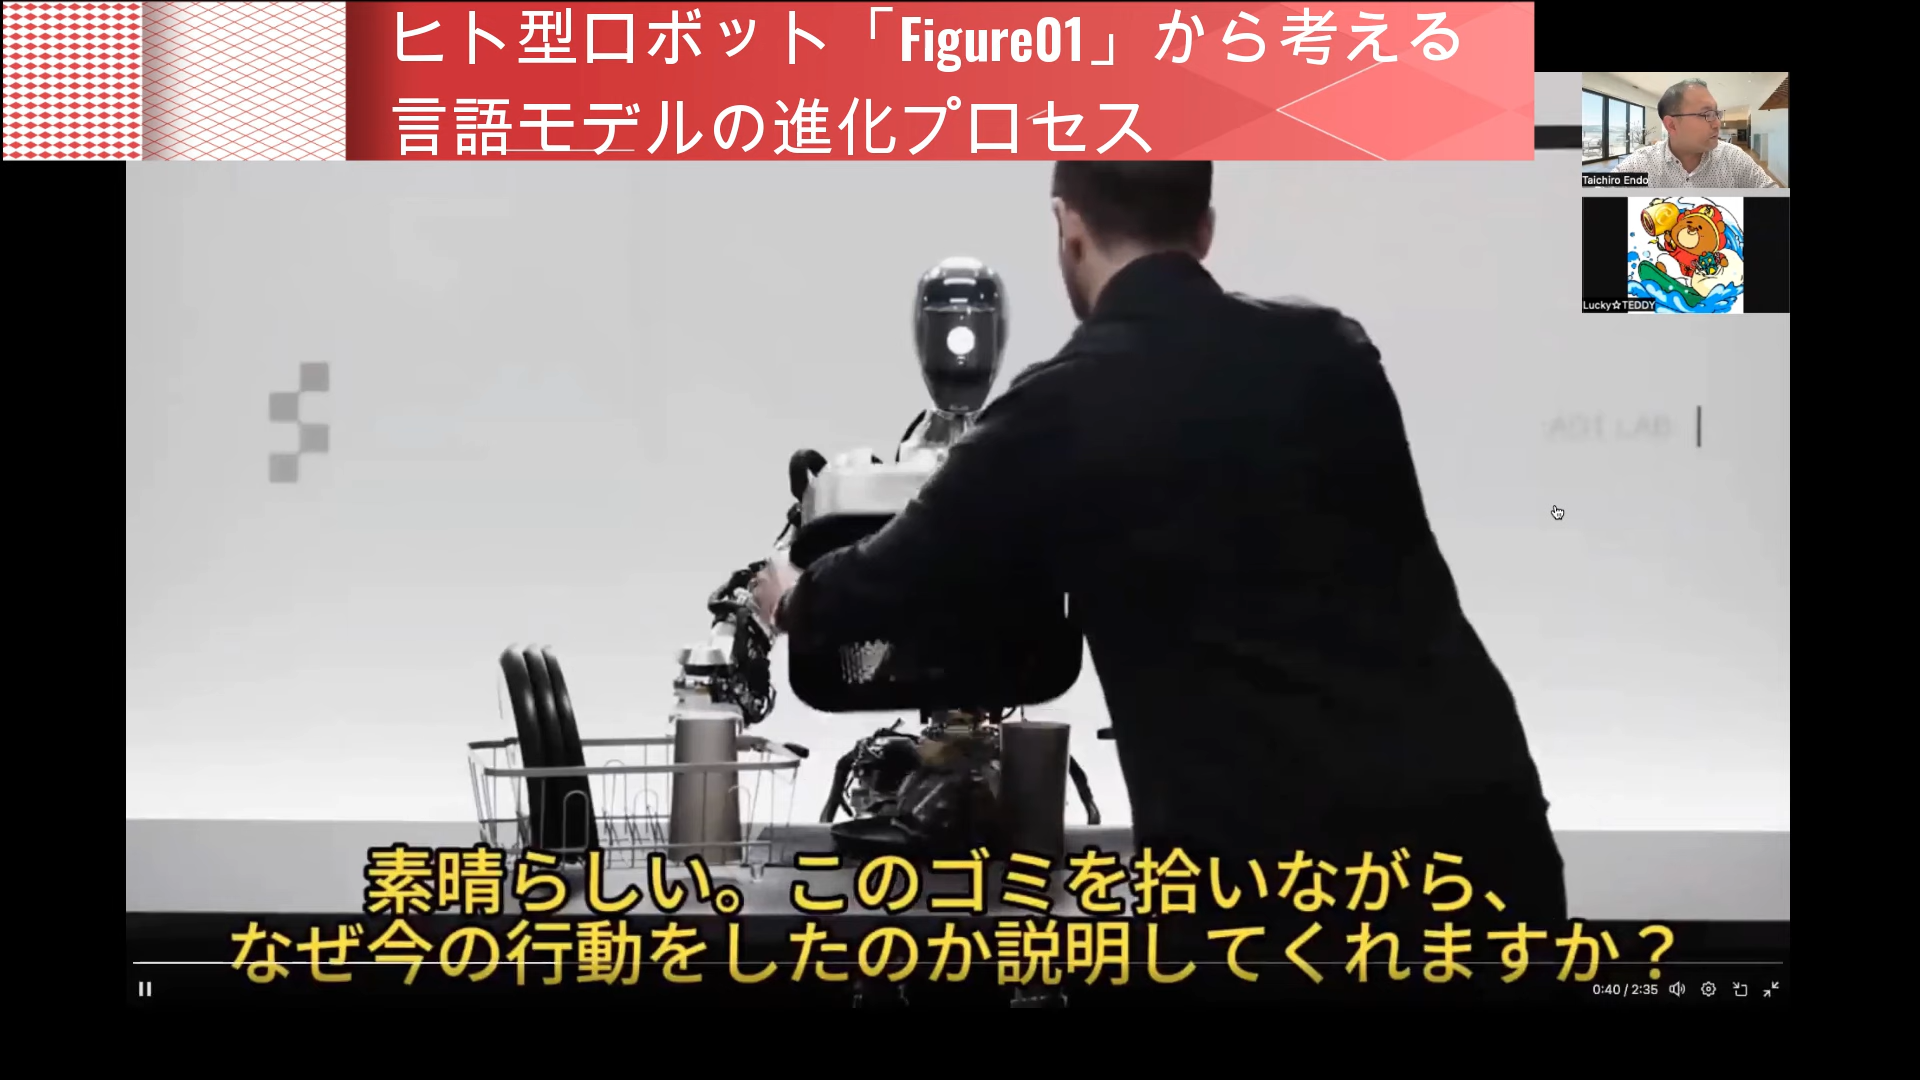 ヒト型ロボット「Figure01」から考える
言語モデルの進化プロセス
Taichiro Endo
Lucky☆TEDDY
AGI LAB
素晴らしい。このゴミを拾いながら、
なぜ今の行動をしたのか説明してくれますか？
0:40 / 2:35